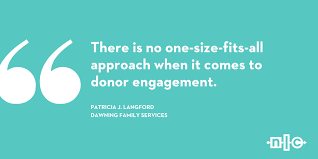 There is no one-size-fits-all
approach when it comes to
donor engagement.
PATRICIA J. LANGFORD
DAWNING FAMILY SERVICES
nlc